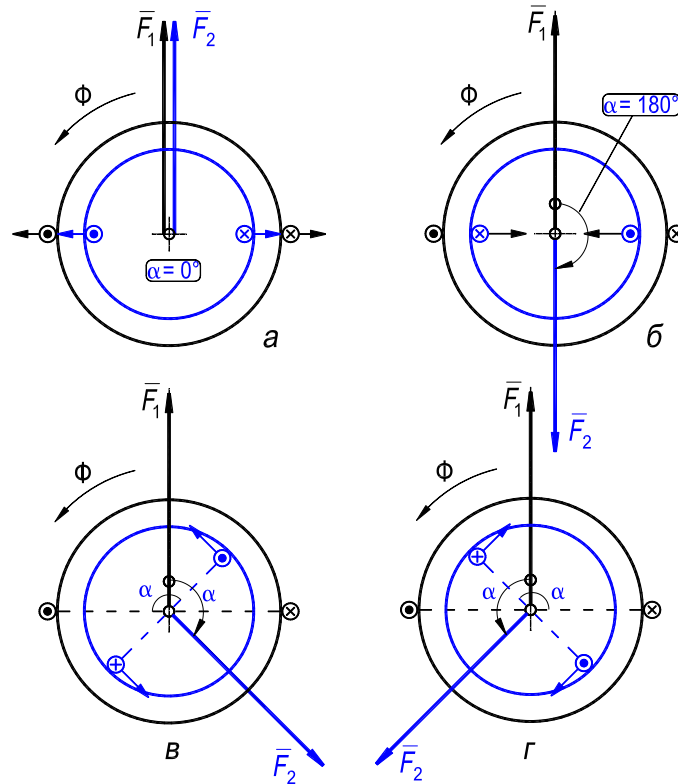 F̅₁ F̅₂
Φ
α = 0°
а
F̅₁
Φ
α = 180°
F̅₂
б
F̅₁
Φ
α α
F̅₂
в
F̅₁
Φ
α α
F̅₂
г